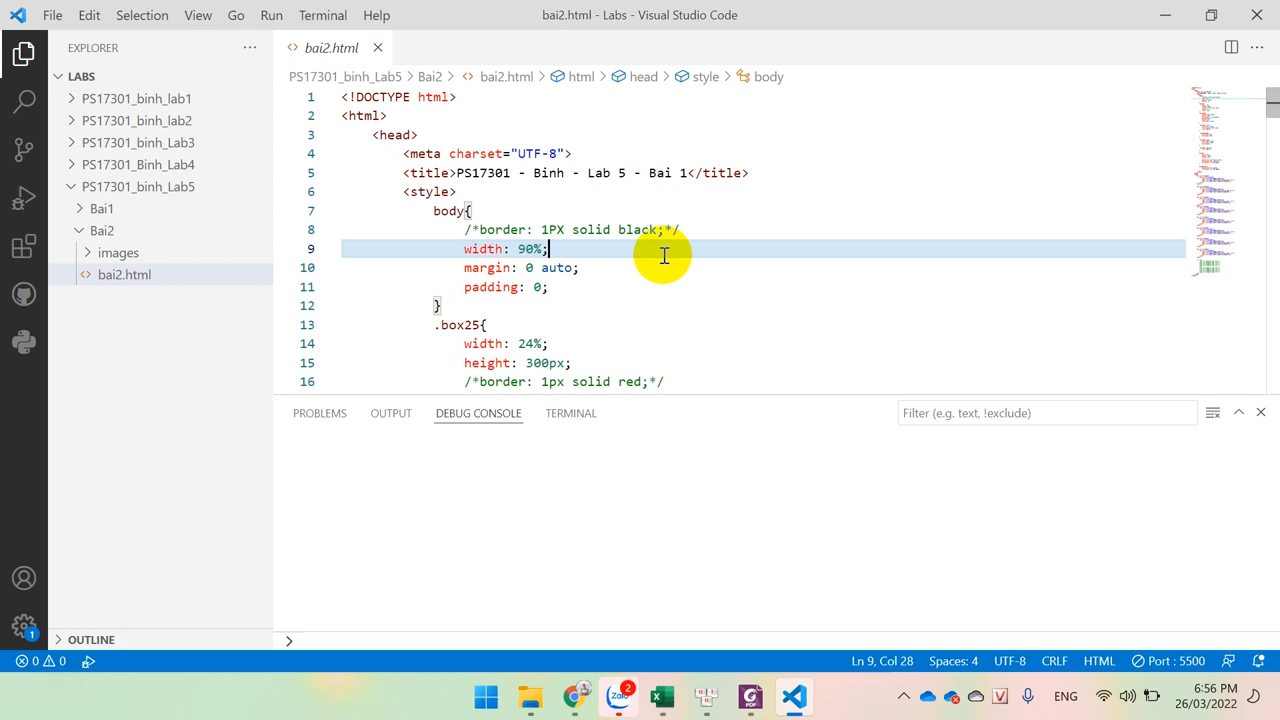 File Edit Selection View Go Run Terminal Help
bai2.html - Labs - Visual Studio Code
EXPLORER
LABS
PS17301_binh_lab1
PS17301_binh_lab2
PS17301_binh_Lab3
PS17301_Binh_Lab4
PS17301_binh_Lab5
Bai1
Bai2
images
bai2.html
OUTLINE
bai2.html
PS17301_binh_Lab5 > Bai2 > bai2.html > html > head > style > body
1 <!DOCTYPE html>
2 <html>
3 <head>
4 <meta charset="UTF-8">
5 <title>PS17301 - Binh - Lab 5 - Bai 1</title>
6 <style>
7 body{
8 /*border: 1PX solid black;*/
9 width: 90%;
10 margin: 0 auto;
11 padding: 0;
12 }
13 .box25{
14 width: 24%;
15 height: 300px;
16 /*border: 1px solid red;*/
PROBLEMS OUTPUT DEBUG CONSOLE TERMINAL
Filter (e.g. text, !exclude)
0 0
Ln 9, Col 28 Spaces: 4 UTF-8 CRLF HTML Port : 5500
1
Zalo 2
ENG
6:56 PM
26/03/2022